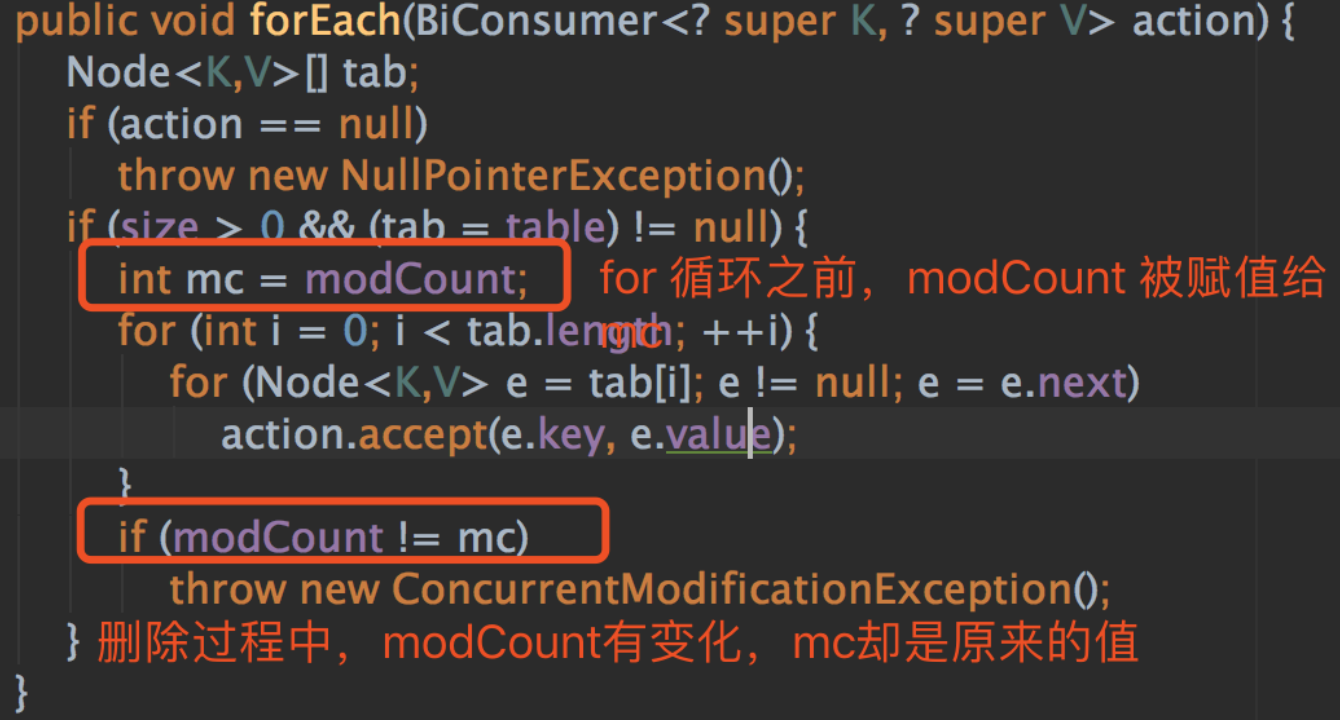 public void forEach(BiConsumer<? super K, ? super V> action) {
Node<K,V>[] tab;
if (action == null)
throw new NullPointerException();
if (size > 0 && (tab = table) != null) {
int mc = modCount;
for 循环之前，modCount 被赋值给
mc
for (int i = 0; i < tab.length; ++i) {
for (Node<K,V> e = tab[i]; e != null; e = e.next)
action.accept(e.key, e.value);
}
if (modCount != mc)
throw new ConcurrentModificationException();
} 删除过程中，modCount有变化，mc却是原来的值
}